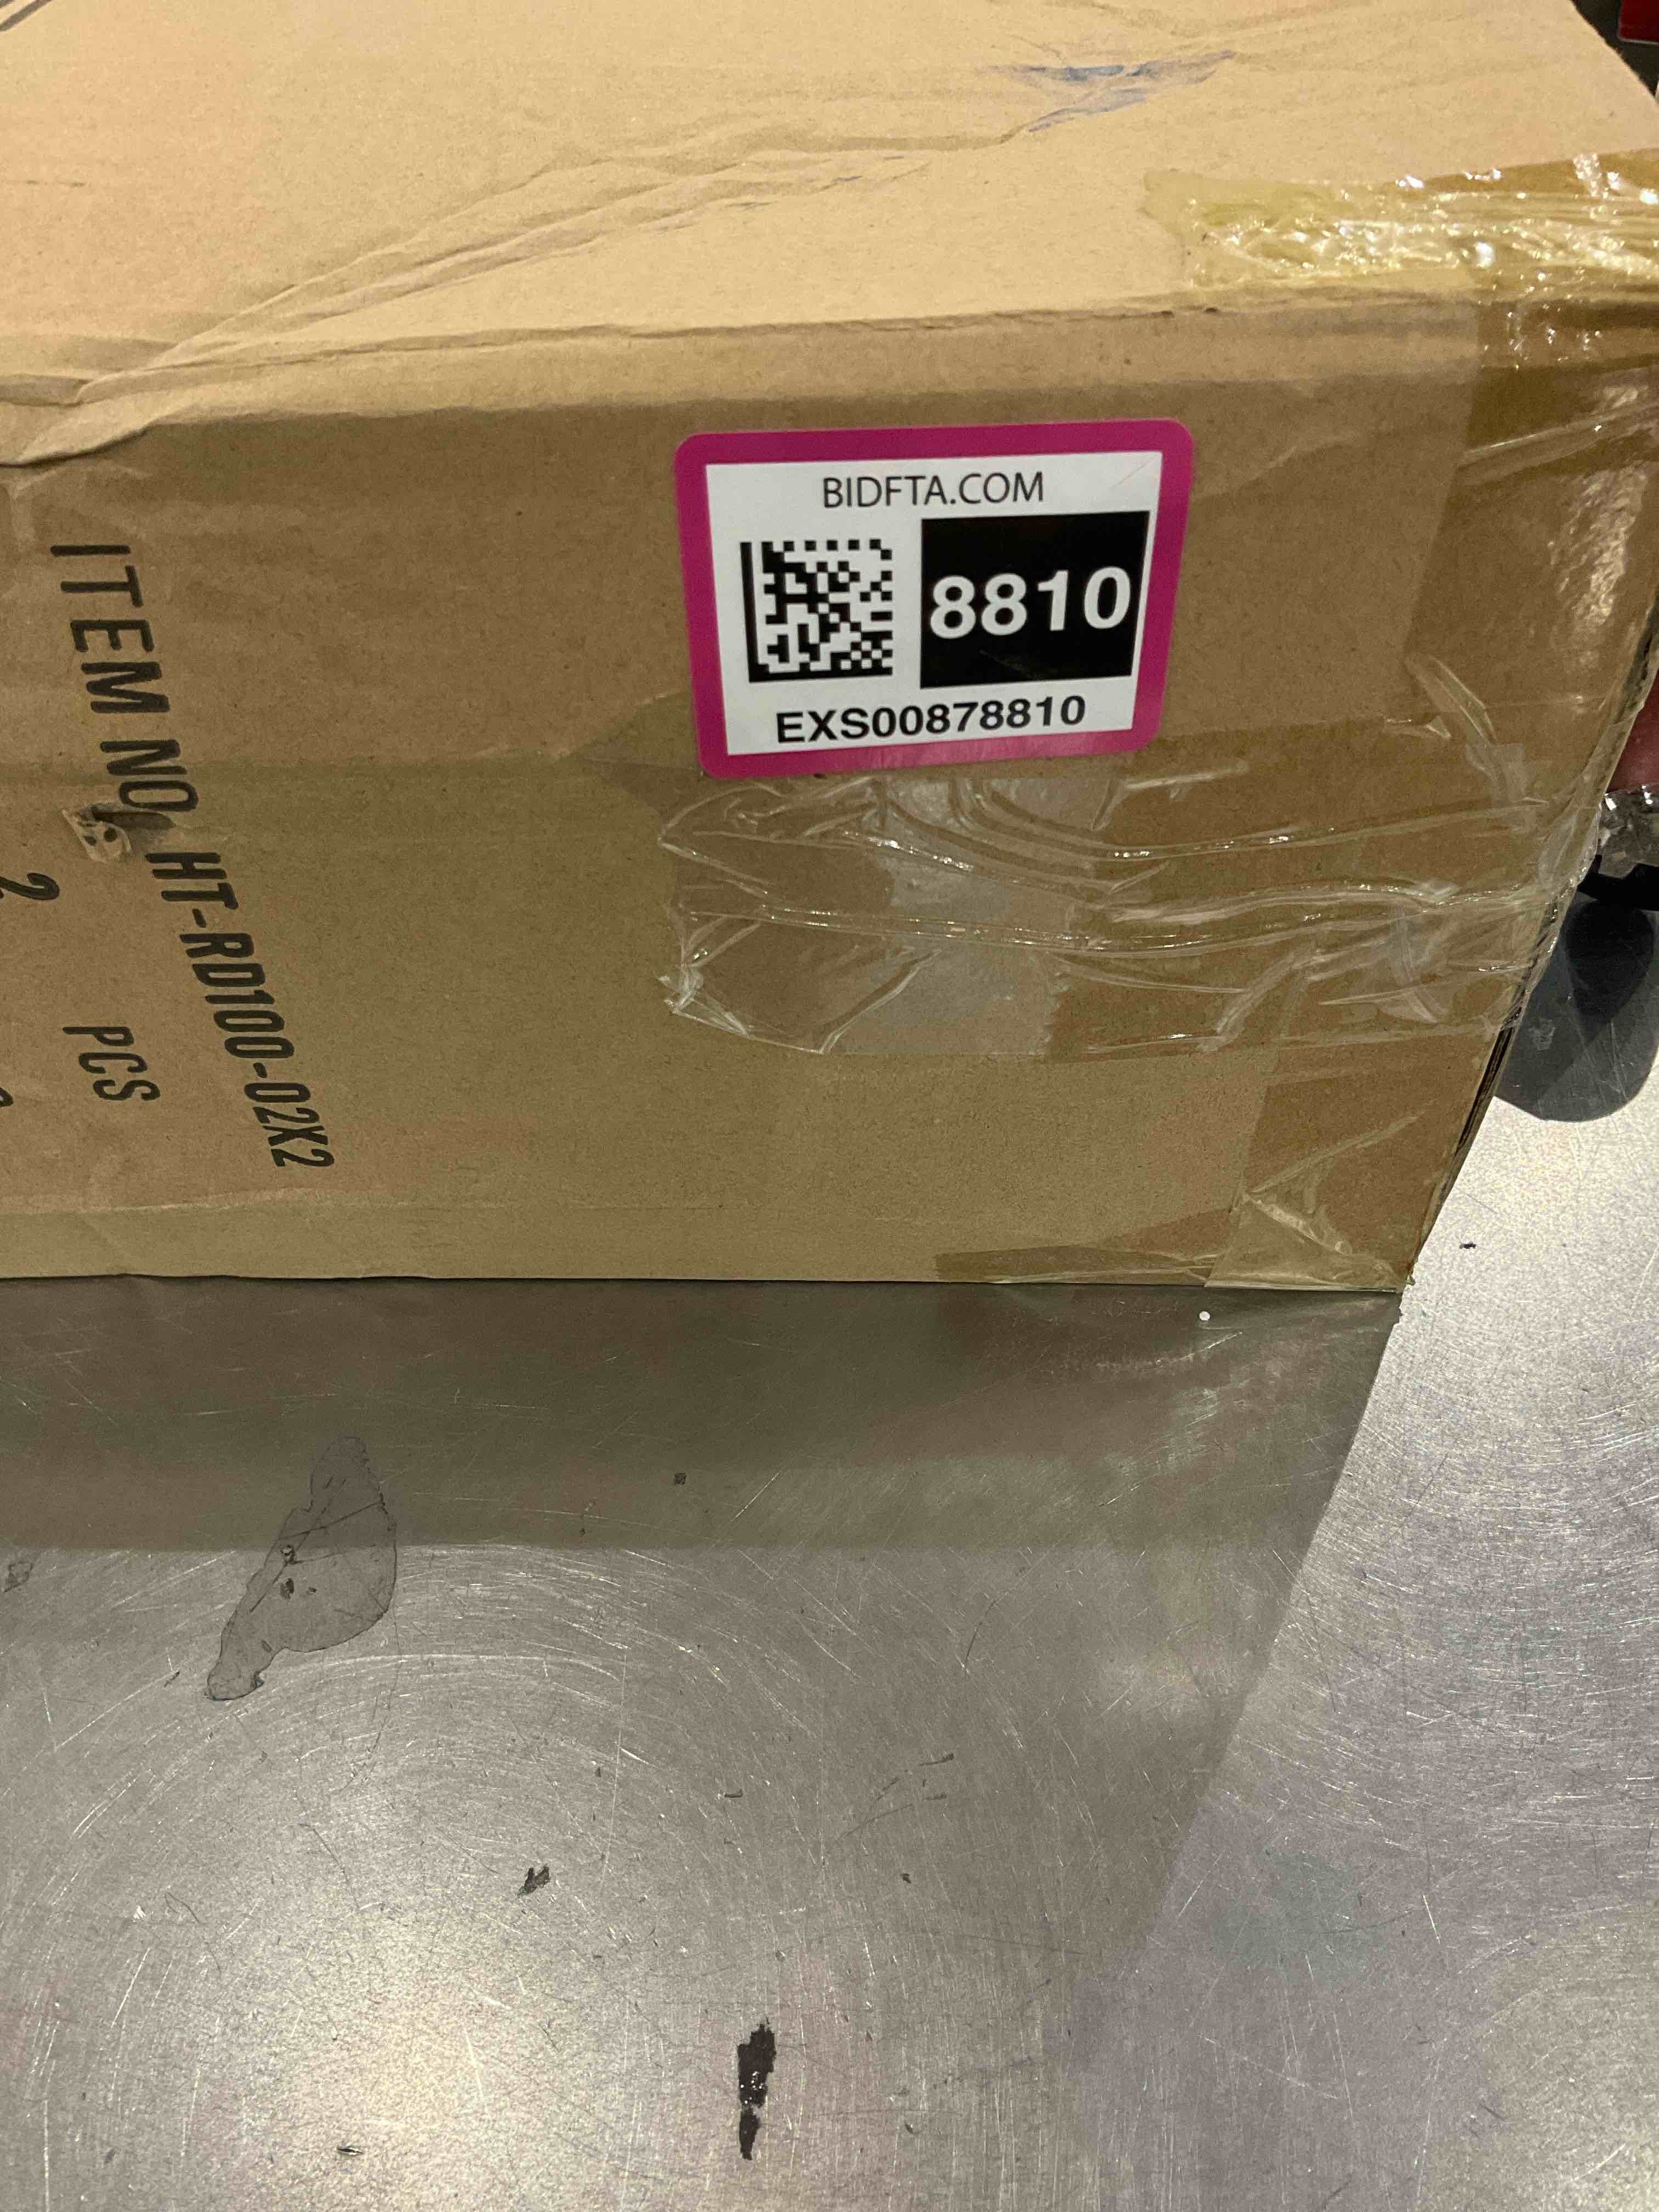 BIDFTA.COM
8810
EXS00878810
ITEM NO. HT-RD100-02X2
2 PCS